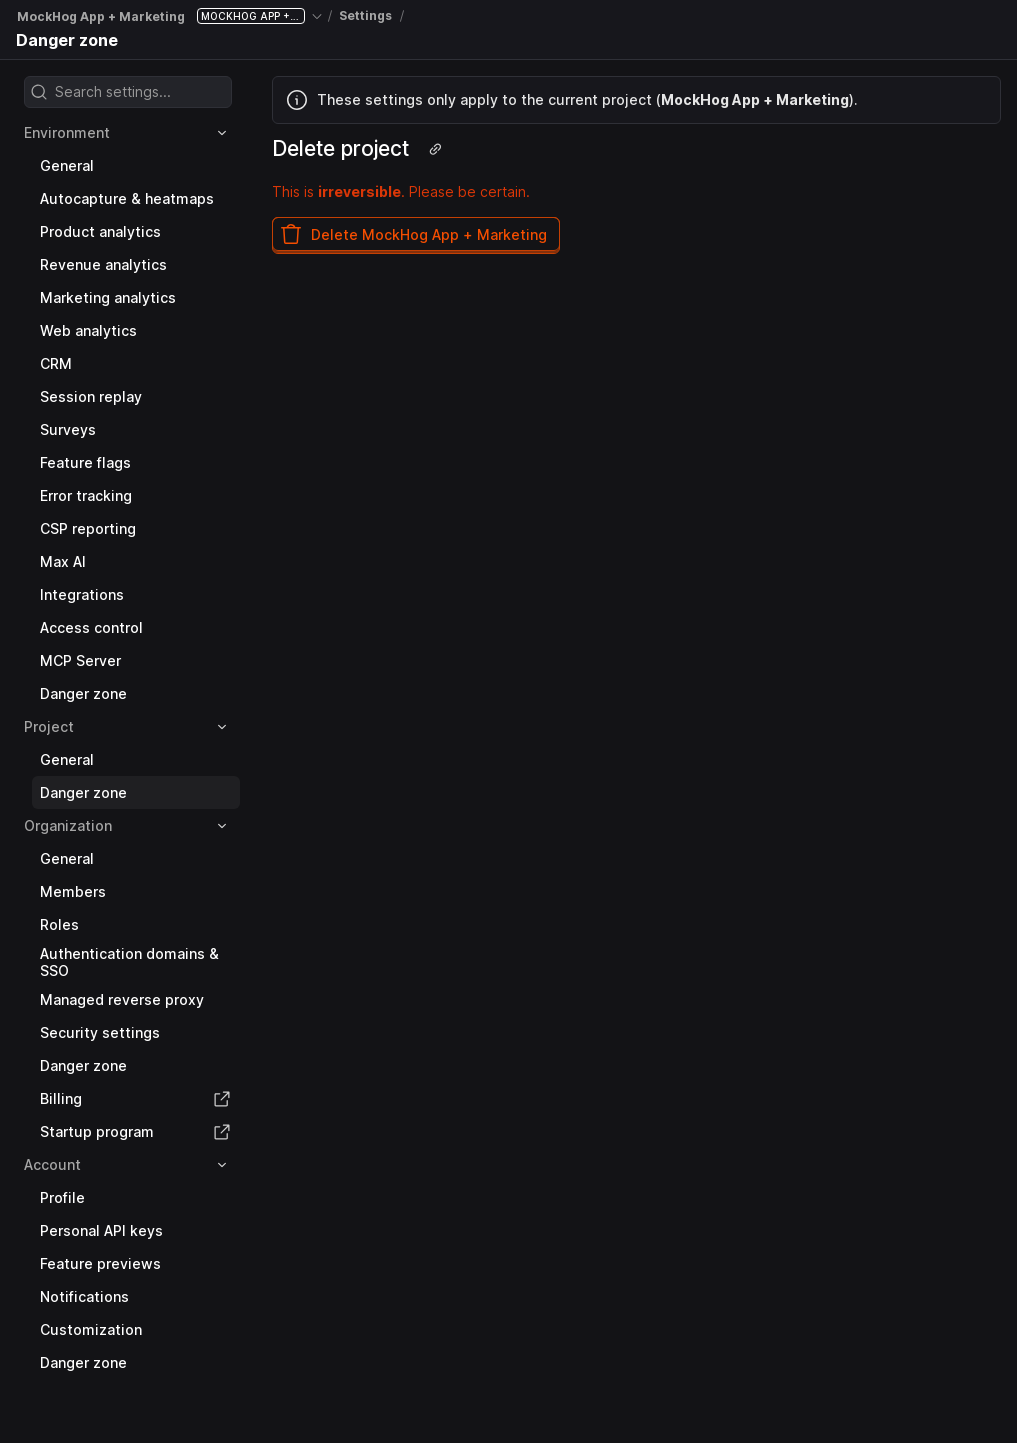 MockHog App + Marketing MOCKHOG APP +... / Settings /
Danger zone
Search settings...
Environment
General
Autocapture & heatmaps
Product analytics
Revenue analytics
Marketing analytics
Web analytics
CRM
Session replay
Surveys
Feature flags
Error tracking
CSP reporting
Max AI
Integrations
Access control
MCP Server
Danger zone
Project
General
Danger zone
Organization
General
Members
Roles
Authentication domains &
SSO
Managed reverse proxy
Security settings
Danger zone
Billing
Startup program
Account
Profile
Personal API keys
Feature previews
Notifications
Customization
Danger zone
These settings only apply to the current project (MockHog App + Marketing).
Delete project
This is irreversible. Please be certain.
Delete MockHog App + Marketing